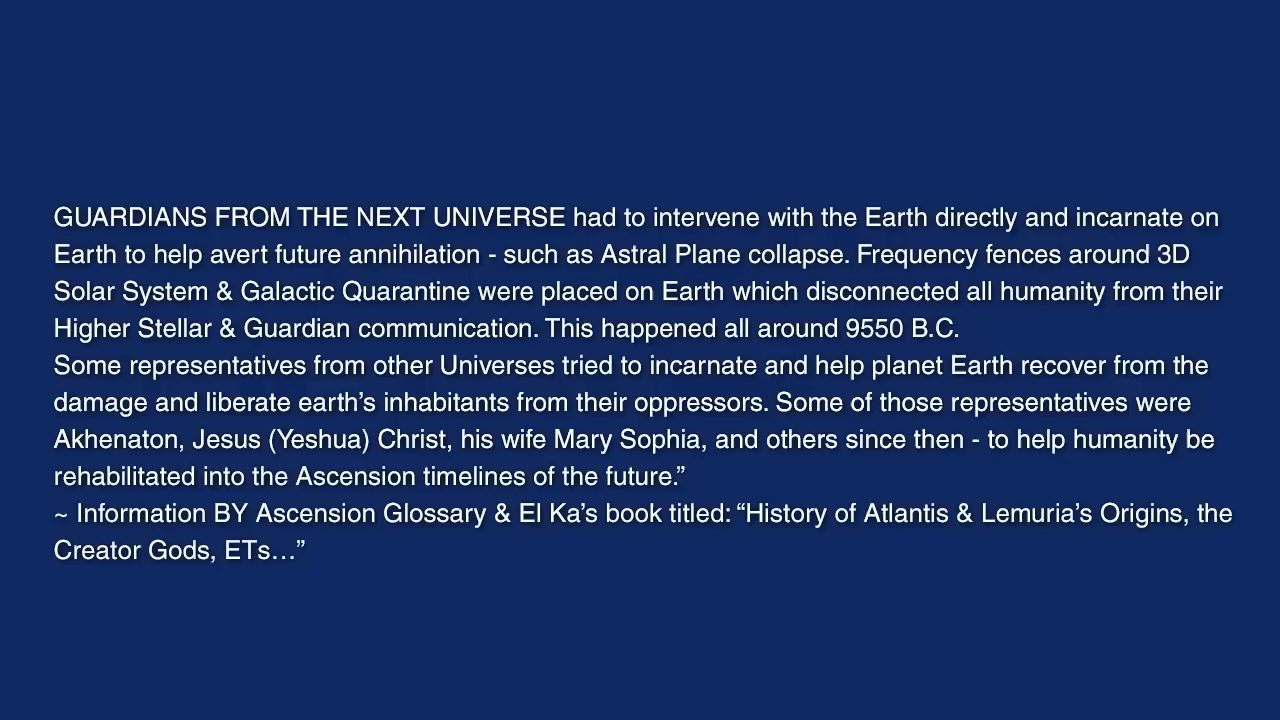 GUARDIANS FROM THE NEXT UNIVERSE had to intervene with the Earth directly and incarnate on
Earth to help avert future annihilation - such as Astral Plane collapse. Frequency fences around 3D
Solar System & Galactic Quarantine were placed on Earth which disconnected all humanity from their
Higher Stellar & Guardian communication. This happened all around 9550 B.C.
Some representatives from other Universes tried to incarnate and help planet Earth recover from the
damage and liberate earth’s inhabitants from their oppressors. Some of those representatives were
Akhenaton, Jesus (Yeshua) Christ, his wife Mary Sophia, and others since then - to help humanity be
rehabilitated into the Ascension timelines of the future.”
~ Information BY Ascension Glossary & El Ka’s book titled: “History of Atlantis & Lemuria’s Origins, the
Creator Gods, ETs…”